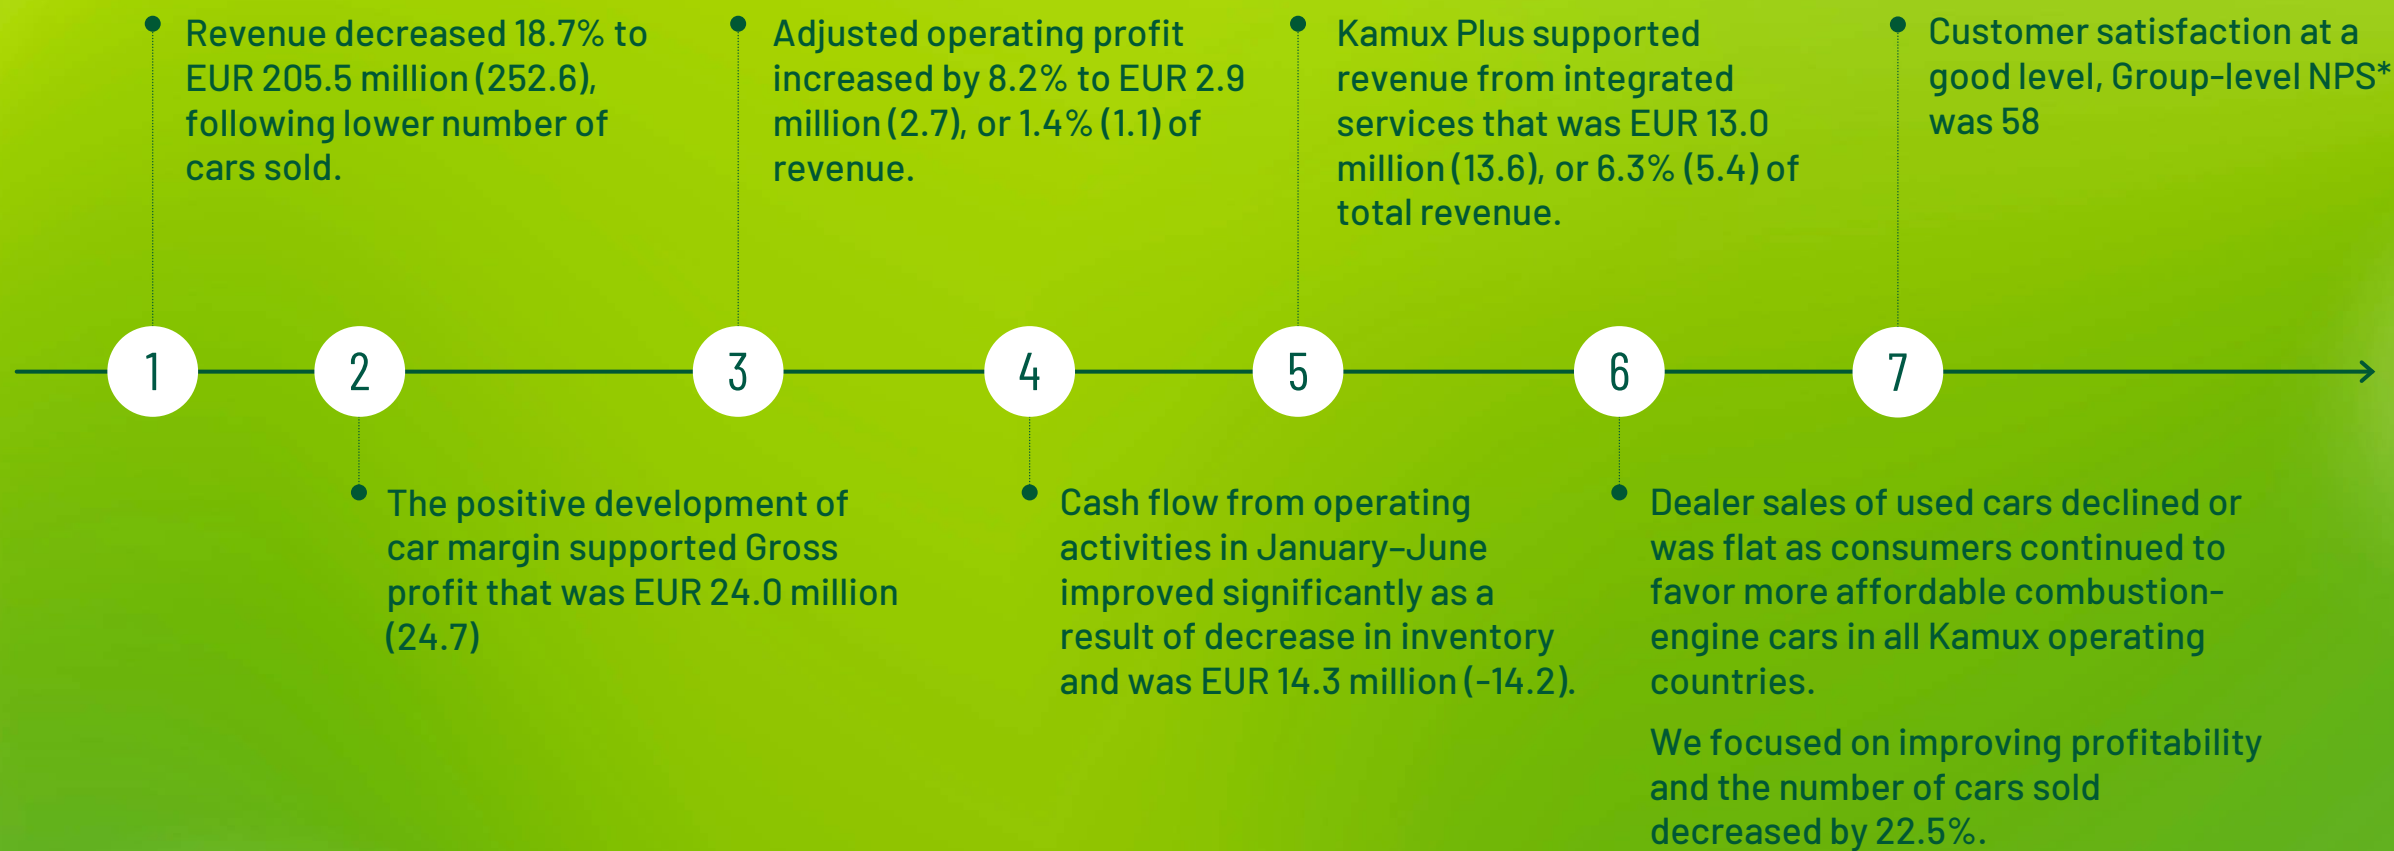 Revenue decreased 18.7% to
EUR 205.5 million (252.6),
following lower number of
cars sold.
Adjusted operating profit
increased by 8.2% to EUR 2.9
million (2.7), or 1.4% (1.1) of
revenue.
Kamux Plus supported
revenue from integrated
services that was EUR 13.0
million (13.6), or 6.3% (5.4) of
total revenue.
Customer satisfaction at a
good level, Group-level NPS*
was 58
1
2
3
4
5
6
7
The positive development of
car margin supported Gross
profit that was EUR 24.0 million
(24.7)
Cash flow from operating
activities in January–June
improved significantly as a
result of decrease in inventory
and was EUR 14.3 million (-14.2).
Dealer sales of used cars declined or
was flat as consumers continued to
favor more affordable combustion-
engine cars in all Kamux operating
countries.
We focused on improving profitability
and the number of cars sold
decreased by 22.5%.